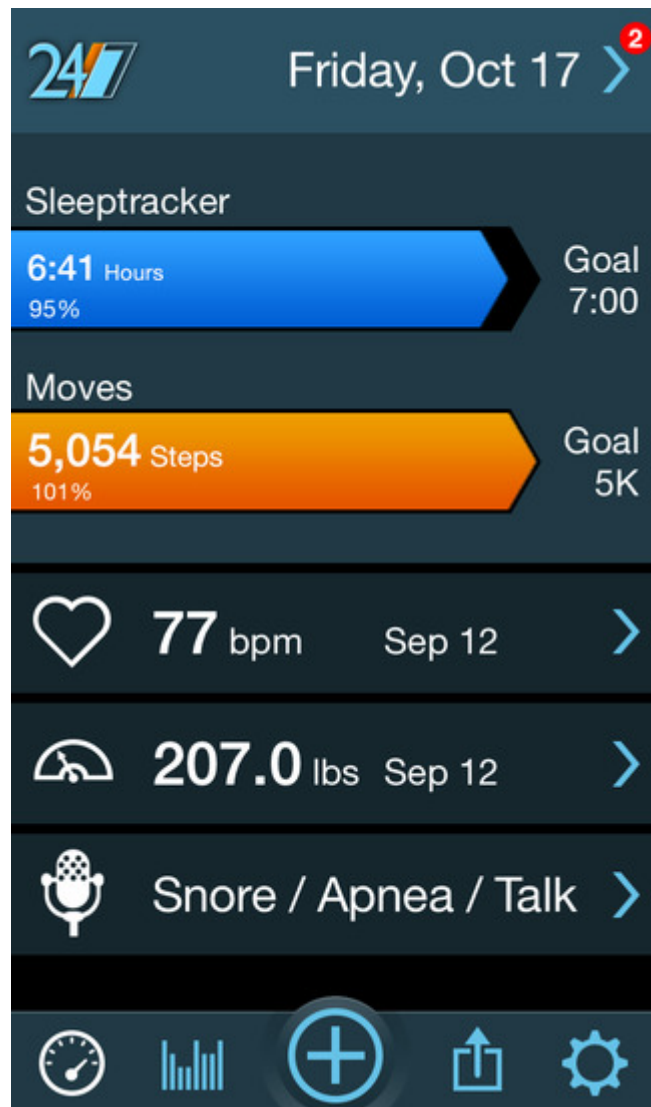 24/7
Friday, Oct 17
2
Sleeptracker
6:41 Hours
95%
Goal
7:00
Moves
5,054 Steps
101%
Goal
5K
77 bpm Sep 12
207.0 lbs Sep 12
Snore / Apnea / Talk